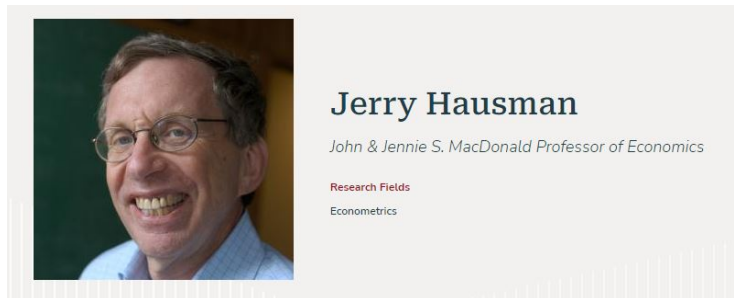 Jerry Hausman
John & Jennie S. MacDonald Professor of Economics
Research Fields
Econometrics